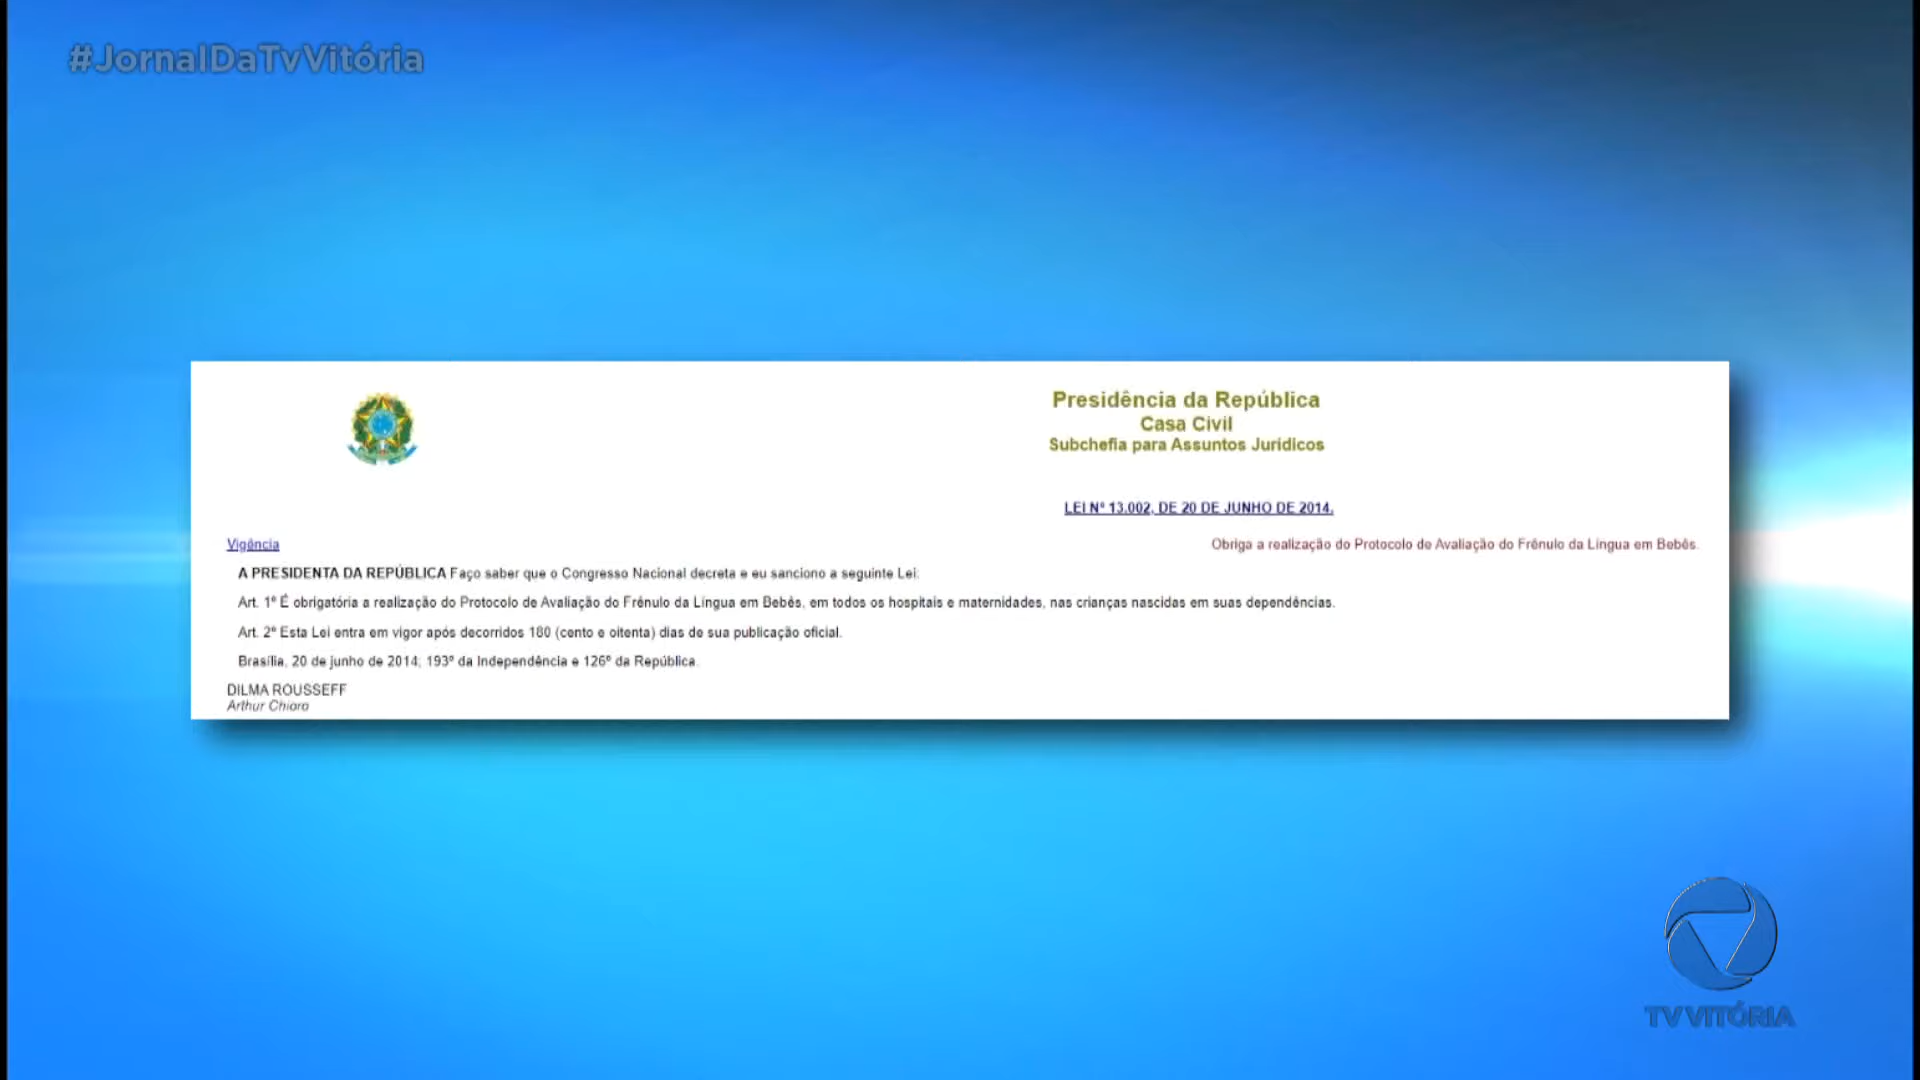 #JornalDaTvVitória
Presidência da República
Casa Civil
Subchefia para Assuntos Jurídicos
LEI Nº 13.002, DE 20 DE JUNHO DE 2014.
Vigência
Obriga a realização do Protocolo de Avaliação do Frênulo da Língua em Bebês.
A PRESIDENTA DA REPÚBLICA Faço saber que o Congresso Nacional decreta e eu sanciono a seguinte Lei:
Art. 1º É obrigatória a realização do Protocolo de Avaliação do Frênulo da Língua em Bebês, em todos os hospitais e maternidades, nas crianças nascidas em suas dependências.
Art. 2º Esta Lei entra em vigor após decorridos 180 (cento e oitenta) dias de sua publicação oficial.
Brasília, 20 de junho de 2014; 193º da Independência e 126º da República.
DILMA ROUSSEFF
Arthur Chioro
TV VITÓRIA